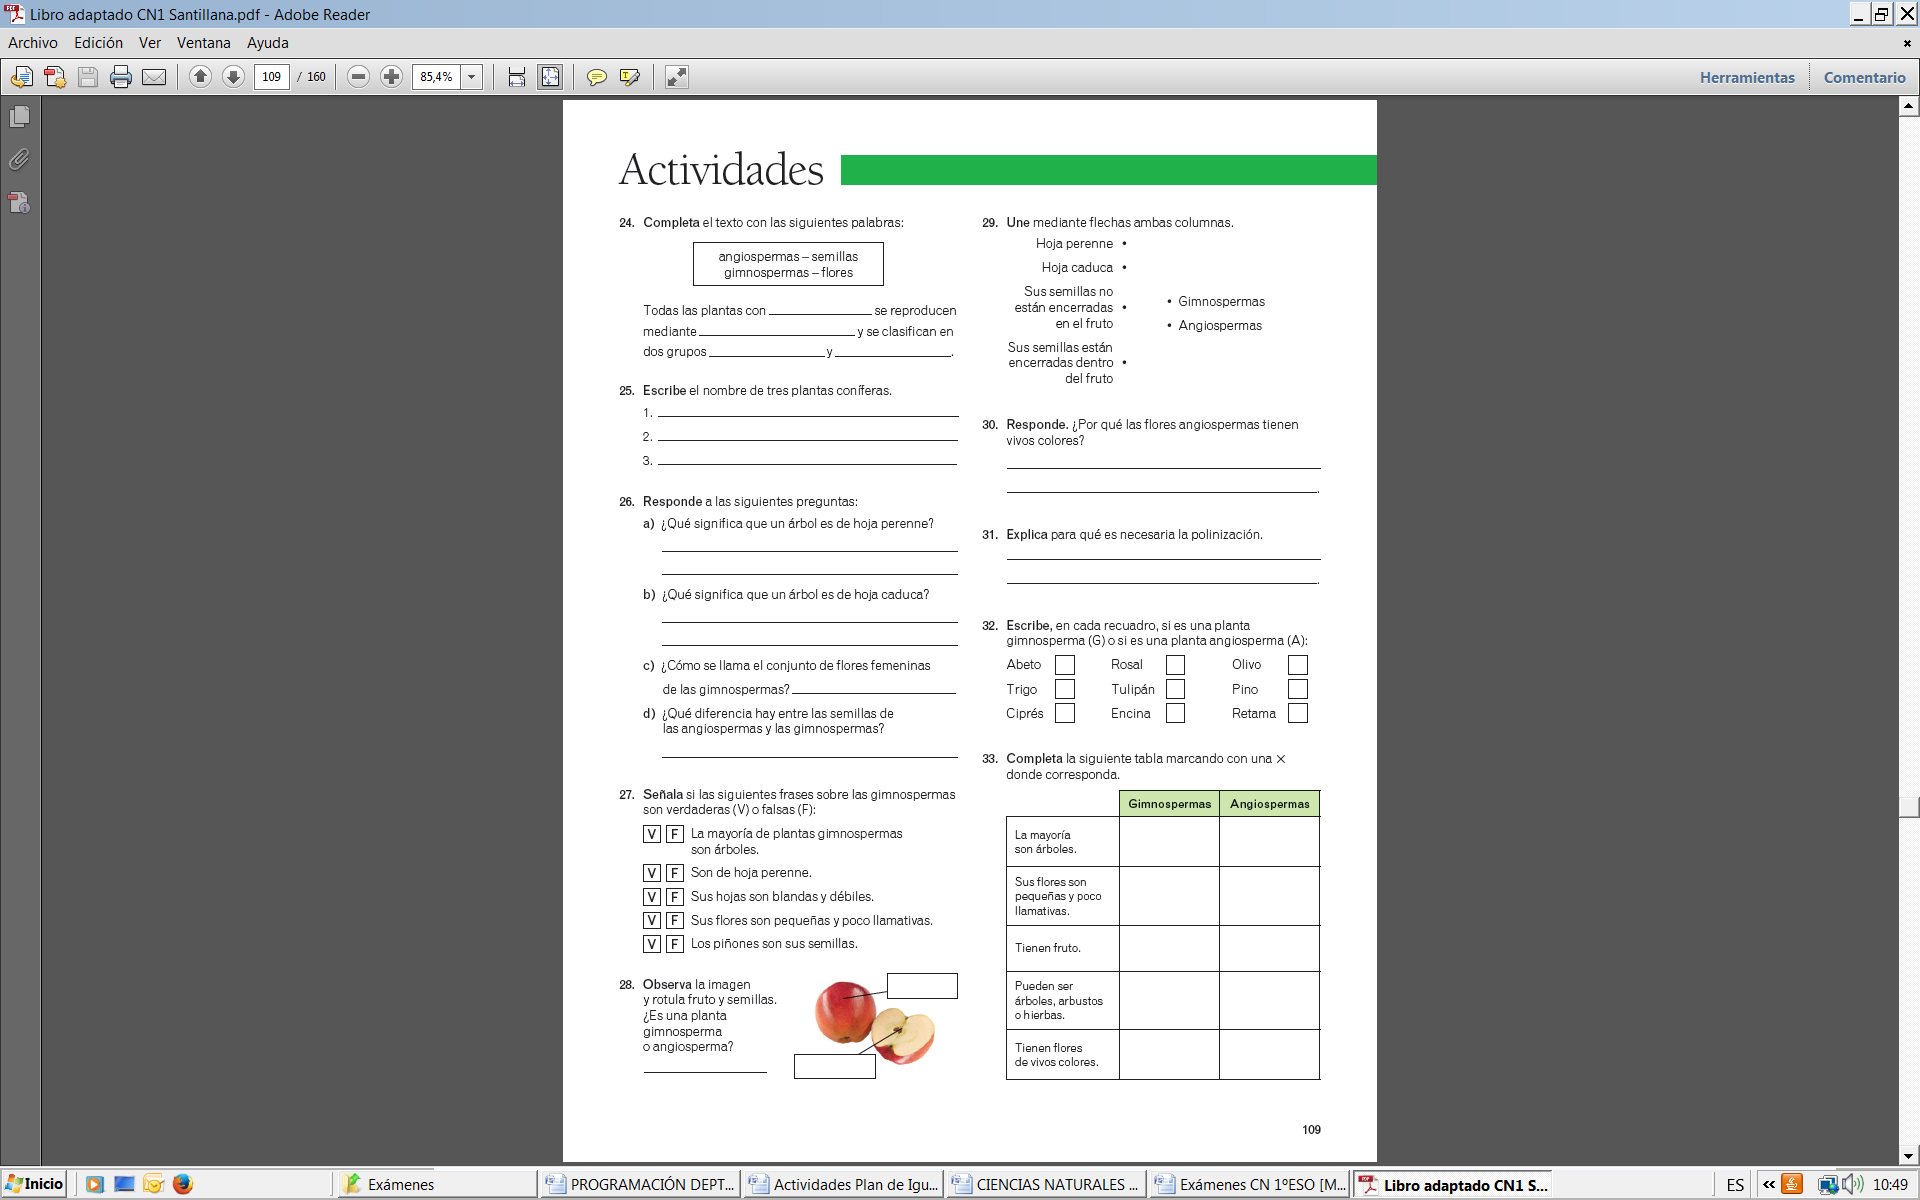 Libro adaptado CN1 Santillana.pdf - Adobe Reader
Archivo Edición Ver Ventana Ayuda
109 / 160 85,4% Herramientas Comentario
Actividades
24. Completa el texto con las siguientes palabras:
angiospermas – semillas
gimnospermas – flores
Todas las plantas con ________ se reproducen
mediante ________ y se clasifican en
dos grupos ________ y ________.
25. Escribe el nombre de tres plantas coníferas.
1.
2.
3.
26. Responde a las siguientes preguntas:
a) ¿Qué significa que un árbol es de hoja perenne?
b) ¿Qué significa que un árbol es de hoja caduca?
c) ¿Cómo se llama el conjunto de flores femeninas
de las gimnospermas?
d) ¿Qué diferencia hay entre las semillas de
las angiospermas y las gimnospermas?
27. Señala si las siguientes frases sobre las gimnospermas
son verdaderas (V) o falsas (F):
V F La mayoría de plantas gimnospermas
son árboles.
V F Son de hoja perenne.
V F Sus hojas son blandas y débiles.
V F Sus flores son pequeñas y poco llamativas.
V F Los piñones son sus semillas.
28. Observa la imagen
y rotula fruto y semillas.
¿Es una planta
gimnosperma
o angiosperma?
29. Une mediante flechas ambas columnas.
Hoja perenne •
Hoja caduca •
Sus semillas no
están encerradas •
en el fruto
Sus semillas están
encerradas dentro •
del fruto
• Gimnospermas
• Angiospermas
30. Responde. ¿Por qué las flores angiospermas tienen
vivos colores?
31. Explica para qué es necesaria la polinización.
32. Escribe, en cada recuadro, si es una planta
gimnosperma (G) o si es una planta angiosperma (A):
Abeto Rosal Olivo
Trigo Tulipán Pino
Ciprés Encina Retama
33. Completa la siguiente tabla marcando con una ×
donde corresponda.
Gimnospermas Angiospermas
La mayoría
son árboles.
Sus flores son
pequeñas y poco
llamativas.
Tienen fruto.
Pueden ser
árboles, arbustos
o hierbas.
Tienen flores
de vivos colores.
109
Inicio Exámenes PROGRAMACIÓN DEPT... Actividades Plan de Igu... CIENCIAS NATURALES ... Exámenes CN 1ºESO [M... Libro adaptado CN1 S... ES « 10:49